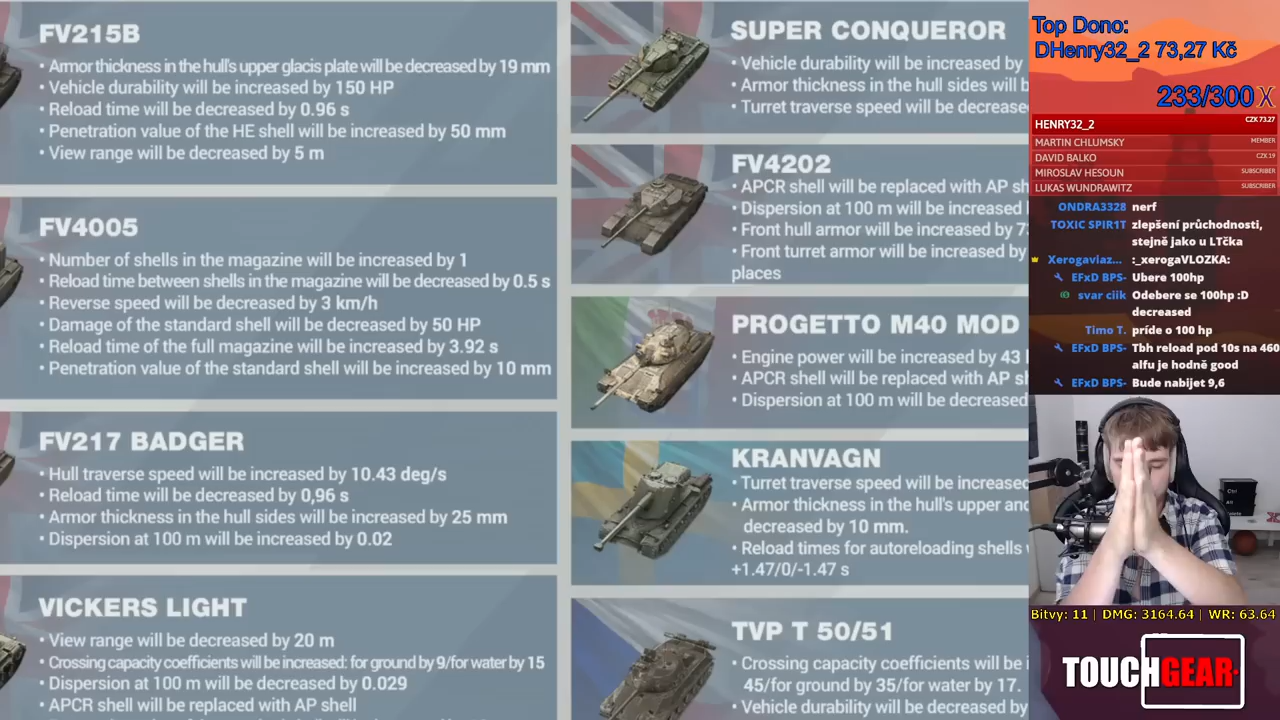 FV215B
• Armor thickness in the hull's upper glacis plate will be decreased by 19 mm
• Vehicle durability will be increased by 150 HP
• Reload time will be decreased by 0.96 s
• Penetration value of the HE shell will be increased by 50 mm
• View range will be decreased by 5 m
FV4005
• Number of shells in the magazine will be increased by 1
• Reload time between shells in the magazine will be decreased by 0.5 s
• Reverse speed will be decreased by 3 km/h
• Damage of the standard shell will be decreased by 50 HP
• Reload time of the full magazine will be increased by 3.92 s
• Penetration value of the standard shell will be increased by 10 mm
FV217 BADGER
• Hull traverse speed will be increased by 10.43 deg/s
• Reload time will be decreased by 0,96 s
• Armor thickness in the hull sides will be increased by 25 mm
• Dispersion at 100 m will be increased by 0.02
VICKERS LIGHT
• View range will be decreased by 20 m
• Crossing capacity coefficients will be increased: for ground by 9/for water by 15
• Dispersion at 100 m will be decreased by 0.029
• APCR shell will be replaced with AP shell
SUPER CONQUEROR
• Vehicle durability will be increased by
• Armor thickness in the hull sides will b
• Turret traverse speed will be decrease
FV4202
• APCR shell will be replaced with AP sh
• Dispersion at 100 m will be increased
• Front hull armor will be increased by 7
• Front turret armor will be increased by
places
PROGETTO M40 MOD
• Engine power will be increased by 43
• APCR shell will be replaced with AP sh
• Dispersion at 100 m will be decreased
KRANVAGN
• Turret traverse speed will be increased
• Armor thickness in the hull's upper and
decreased by 10 mm.
• Reload times for autoreloading shells
+1.47/0/-1.47 s
TVP T 50/51
• Crossing capacity coefficients will be i
45/for ground by 35/for water by 17.
• Vehicle durability will be decreased by
Top Dono:
DHenry32_2 73,27 Kč
233/300 X
HENRY32_2 CZK 73.27
MARTIN CHLUMSKY MEMBER
DAVID BALKO CZK 19
MIROSLAV HESOUN SUBSCRIBER
LUKAS WUNDRAWITZ SUBSCRIBER
ONDRA3328 nerf
TOXIC SPIR1T zlepšení průchodnosti,
stejně jako u LTčka
Xerogaviaz... :_xerogaVLOZKA:
EFxD BPS- Ubere 100hp
svar ciik Odebere se 100hp :D
decreased
Timo T. príde o 100 hp
EFxD BPS- Tbh reload pod 10s na 460
alfu je hodně good
EFxD BPS- Bude nabijet 9,6
Ctrl
Alt
Delete
Bitvy: 11 | DMG: 3164.64 | WR: 63.64
TOUCHGEAR